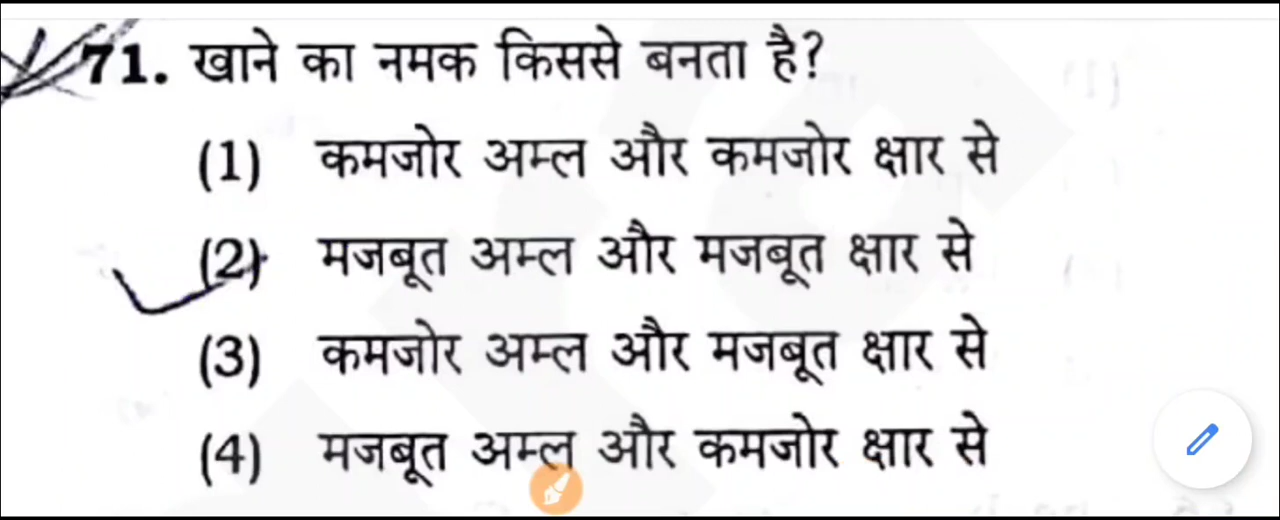 71. खाने का नमक किससे बनता है?
(1) कमजोर अम्ल और कमजोर क्षार से
(2) मजबूत अम्ल और मजबूत क्षार से
(3) कमजोर अम्ल और मजबूत क्षार से
(4) मजबूत अम्ल और कमजोर क्षार से